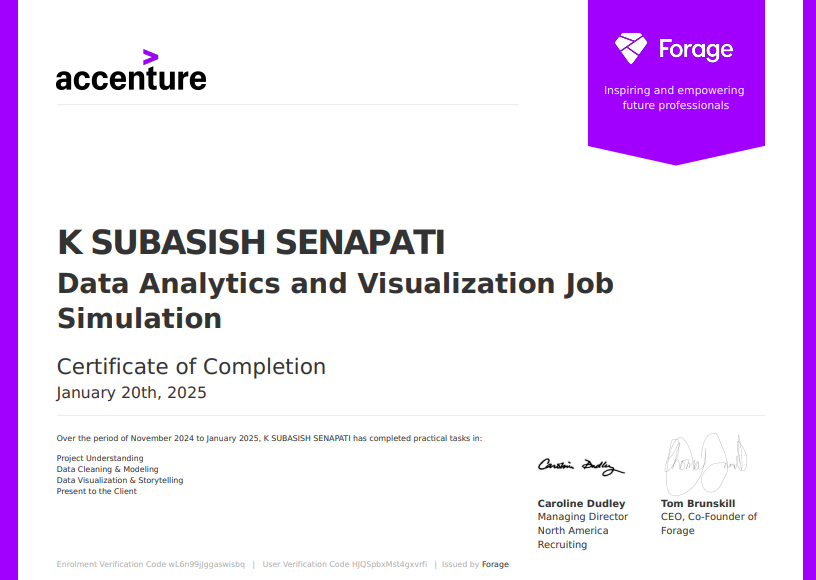 accenture
Forage
Inspiring and empowering
future professionals
K SUBASISH SENAPATI
Data Analytics and Visualization Job
Simulation
Certificate of Completion
January 20th, 2025
Over the period of November 2024 to January 2025, K SUBASISH SENAPATI has completed practical tasks in:
Project Understanding
Data Cleaning & Modeling
Data Visualization & Storytelling
Present to the Client
Caroline Dudley
Caroline Dudley
Managing Director
North America
Recruiting
Tom Brunskill
CEO, Co-Founder of
Forage
Enrolment Verification Code wL6n99jJggaswisbq | User Verification Code HJQSpbxMst4gxvrfi | Issued by Forage